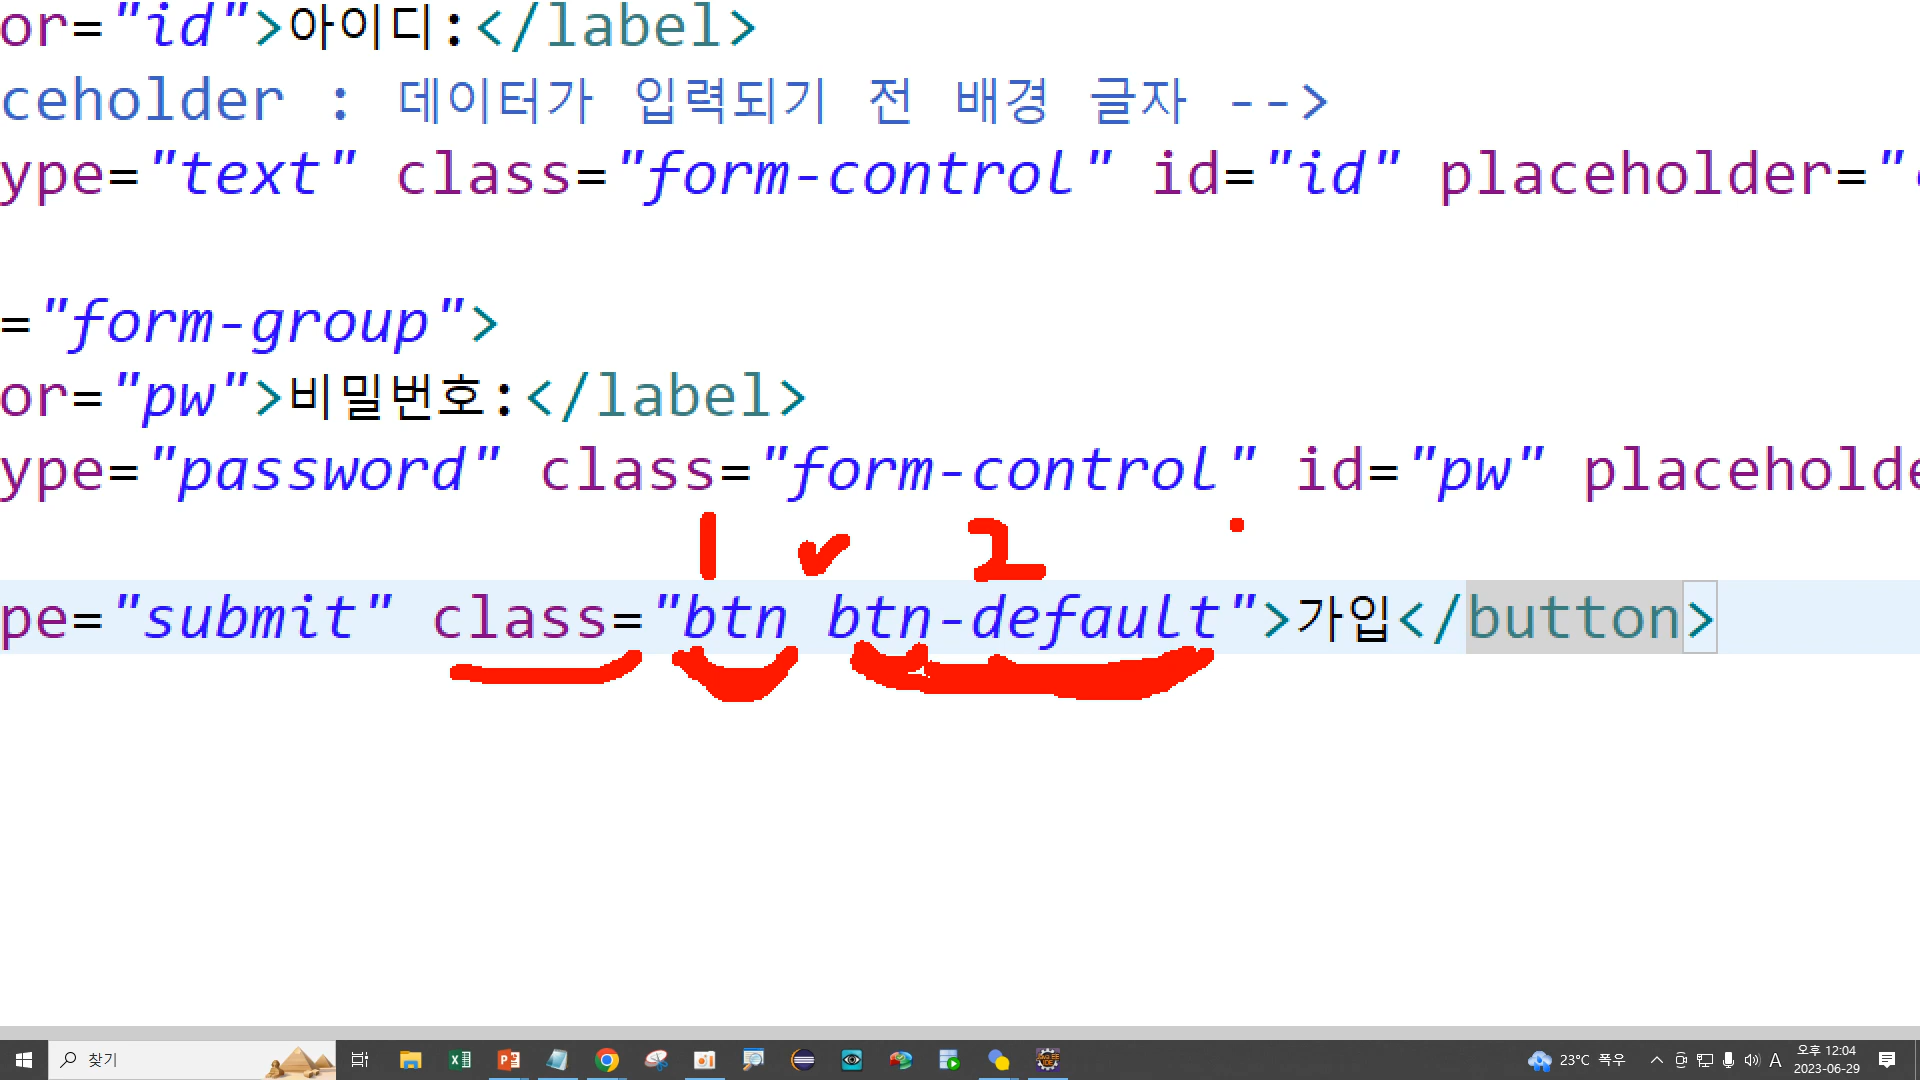 or="id">아이디:</label>
ceholder : 데이터가 입력되기 전 배경 글자 -->
ype="text" class="form-control" id="id" placeholder="
="form-group">
or="pw">비밀번호:</label>
ype="password" class="form-control" id="pw" placeholde
1 2
pe="submit" class="btn btn-default">가입</button>
찾기
23°C 폭우
A
오후 12:04
2023-06-29